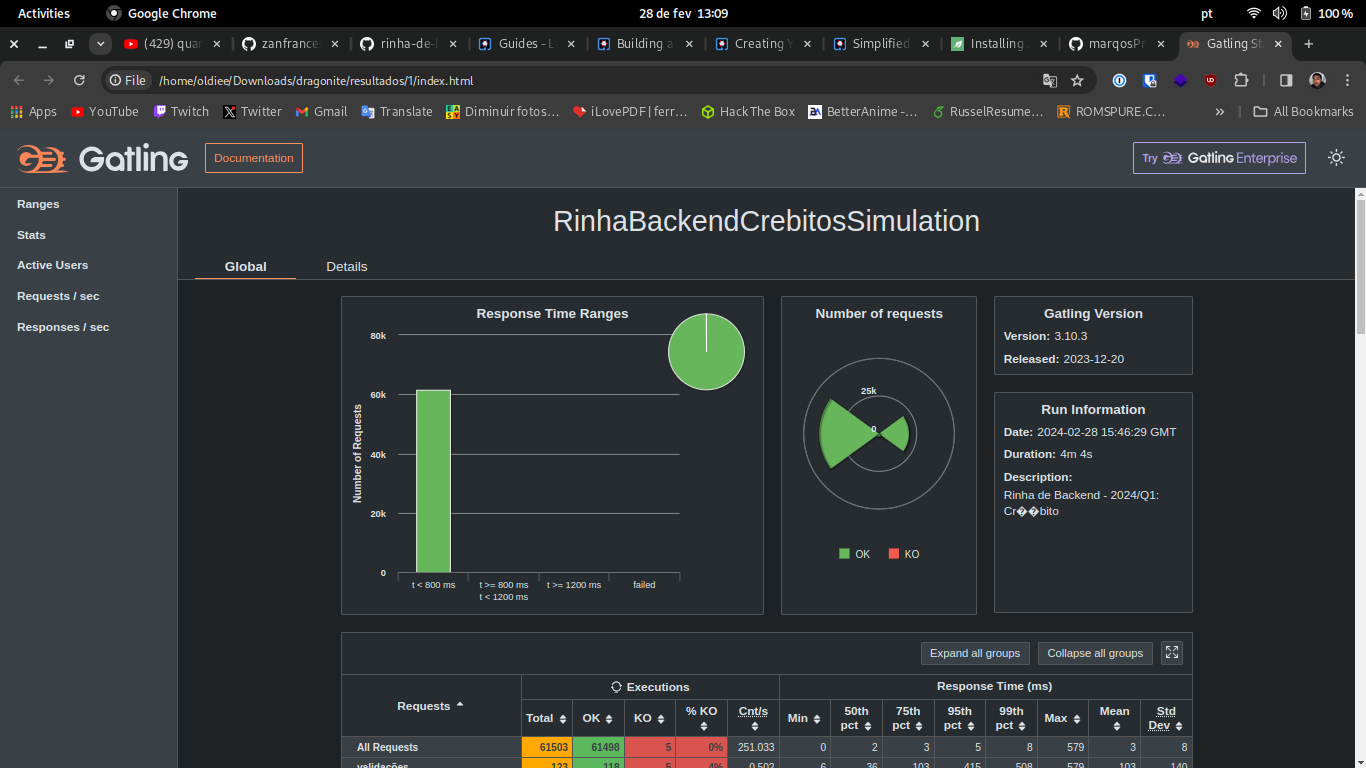 Activities Google Chrome 28 de fev 13:09 pt 100 %
(429) quar zanfrance rinha-de-l Guides - L Building a Creating Y Simplified Installing marqosPr Gatling St
File /home/oldiee/Downloads/dragonite/resultados/1/index.html
Apps YouTube Twitch Twitter Gmail Translate Diminuir fotos… iLovePDF | ferr… Hack The Box BetterAnime -… RusselResume… ROMSPURE.C… » All Bookmarks
Gatling Documentation Try Gatling Enterprise
Ranges
Stats
Active Users
Requests / sec
Responses / sec
RinhaBackendCrebitosSimulation
Global Details
Response Time Ranges
80k
60k
40k
20k
0
Number of Requests
t < 800 ms t >= 800 ms t >= 1200 ms failed
t < 1200 ms
Number of requests
25k
0
OK KO
Gatling Version
Version: 3.10.3
Released: 2023-12-20
Run Information
Date: 2024-02-28 15:46:29 GMT
Duration: 4m 4s
Description:
Rinha de Backend - 2024/Q1:
Cr��bito
Expand all groups Collapse all groups
Requests Executions Response Time (ms)
Total OK KO % KO Cnt/s Min 50th pct 75th pct 95th pct 99th pct Max Mean Std Dev
All Requests 61503 61498 5 0% 251.033 0 2 3 5 8 579 3 8
validações 123 118 5 4% 0.502 6 36 103 415 508 579 103 140